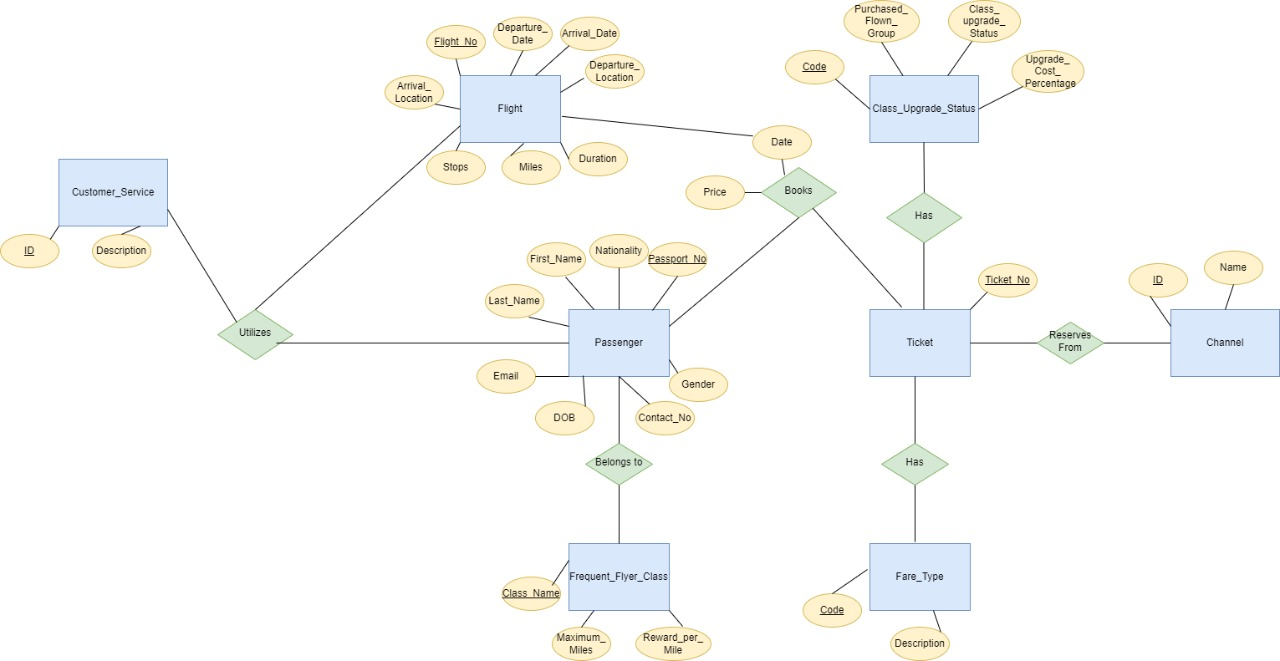 Purchased_
Flown_
Group
Class_
upgrade_
Status
Flight_No
Departure_
Date
Arrival_Date
Code
Departure_
Location
Upgrade_
Cost_
Percentage
Arrival_
Location
Flight
Class_Upgrade_Status
Date
Stops
Miles
Duration
Customer_Service
Price
Books
Has
ID
Description
First_Name
Nationality
Passport_No
Ticket_No
ID
Name
Last_Name
Utilizes
Passenger
Ticket
Reserves
From
Channel
Email
Gender
DOB
Contact_No
Belongs to
Has
Frequent_Flyer_Class
Fare_Type
Class_Name
Code
Maximum_
Miles
Reward_per_
Mile
Description